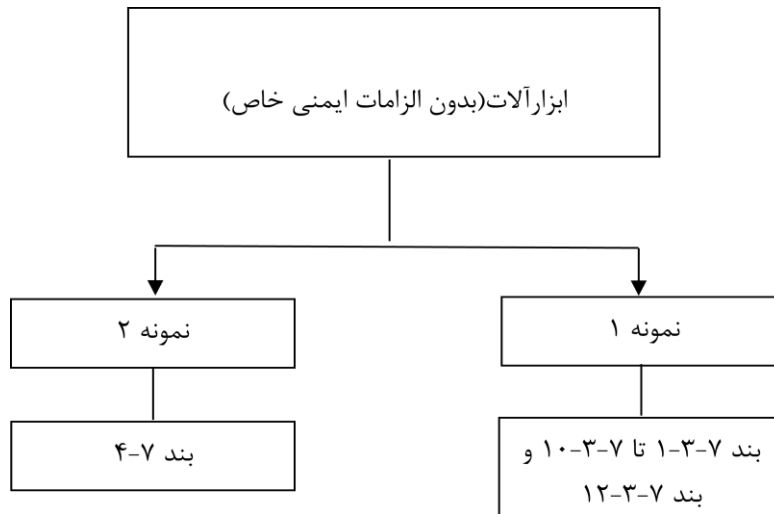 ابزارآلات(بدون الزامات ایمنی خاص)
نمونه ۱
نمونه ۲
بند ۷-۳-۱ تا ۷-۳-۱۰ و
بند ۷-۳-۱۲
بند ۷-۴